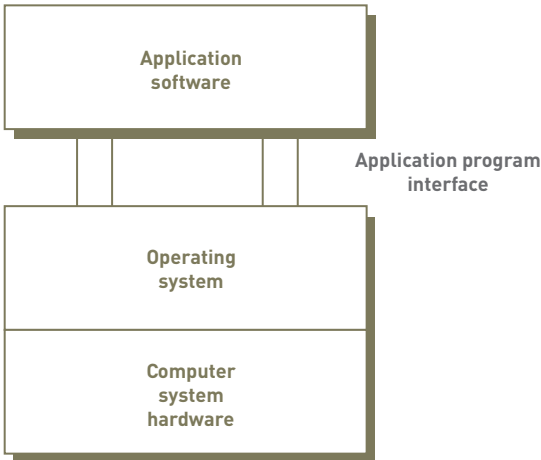 Application
software
Application program
interface
Operating
system
Computer
system
hardware